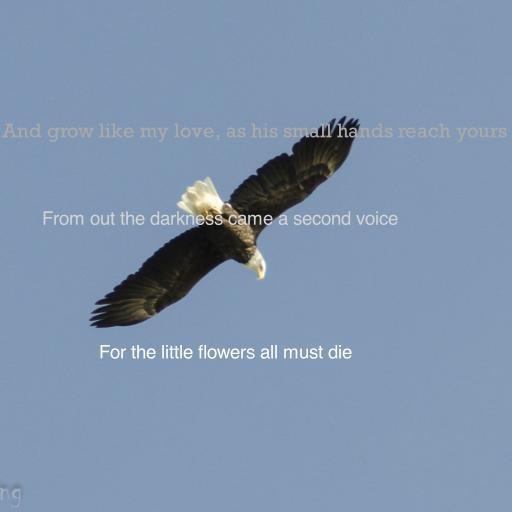 And grow like my love, as his small hands reach yours
From out the darkness came a second voice
For the little flowers all must die
ng